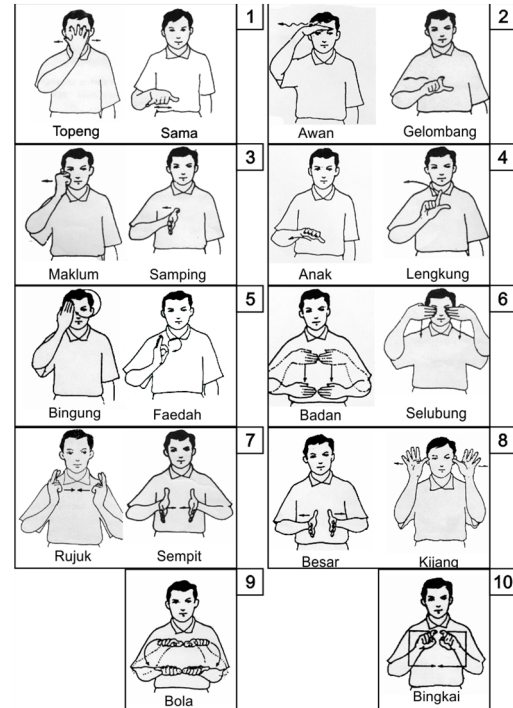 1
Topeng Sama
2
Awan Gelombang
3
Maklum Samping
4
Anak Lengkung
5
Bingung Faedah
6
Badan Selubung
7
Rujuk Sempit
8
Besar Kijang
9
Bola
10
Bingkai